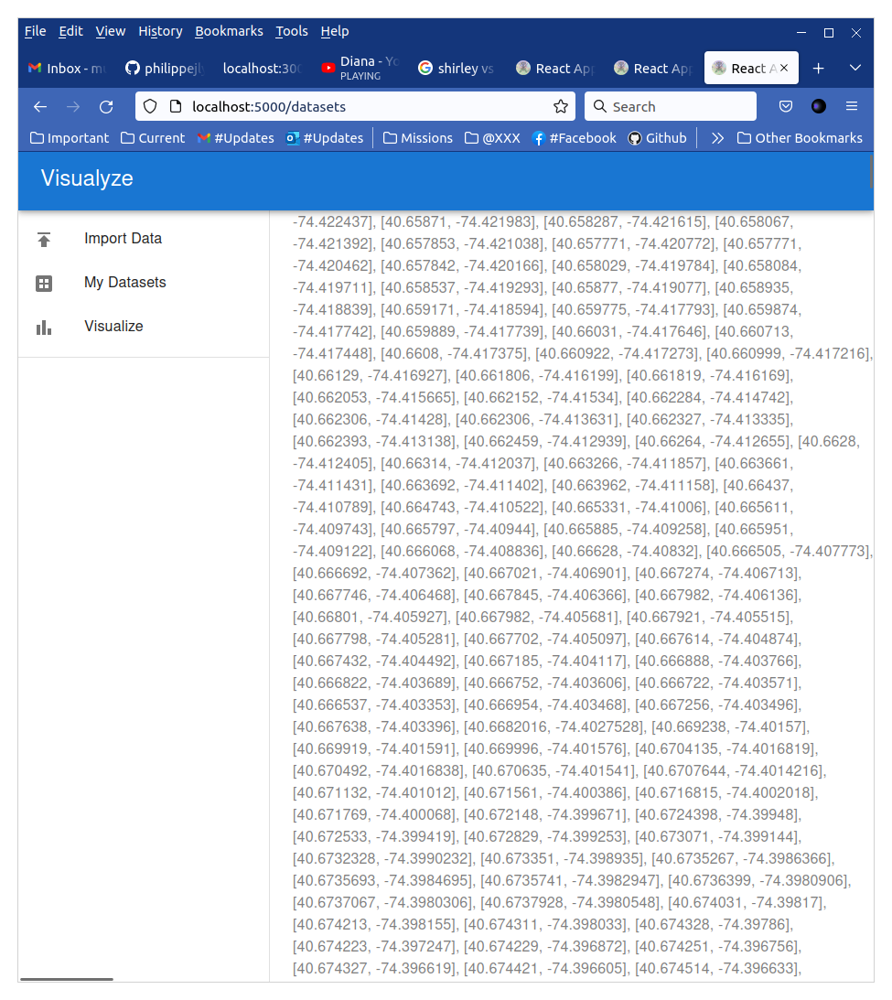 File Edit View History Bookmarks Tools Help
Inbox - philippejl localhost:300 Diana - Yo PLAYING shirley vs React App React App React A
localhost:5000/datasets Search
Important Current #Updates #Updates Missions @XXX #Facebook Github Other Bookmarks
Visualyze
Import Data
My Datasets
Visualize
-74.422437], [40.65871, -74.421983], [40.658287, -74.421615], [40.658067,
-74.421392], [40.657853, -74.421038], [40.657771, -74.420772], [40.657771,
-74.420462], [40.657842, -74.420166], [40.658029, -74.419784], [40.658084,
-74.419711], [40.658537, -74.419293], [40.65877, -74.419077], [40.658935,
-74.418839], [40.659171, -74.418594], [40.659775, -74.417793], [40.659874,
-74.417742], [40.659889, -74.417739], [40.66031, -74.417646], [40.660713,
-74.417448], [40.6608, -74.417375], [40.660922, -74.417273], [40.660999, -74.417216],
[40.66129, -74.416927], [40.661806, -74.416199], [40.661819, -74.416169],
[40.662053, -74.415665], [40.662152, -74.41534], [40.662284, -74.414742],
[40.662306, -74.41428], [40.662306, -74.413631], [40.662327, -74.413335],
[40.662393, -74.413138], [40.662459, -74.412939], [40.66264, -74.412655], [40.6628,
-74.412405], [40.66314, -74.412037], [40.663266, -74.411857], [40.663661,
-74.411431], [40.663692, -74.411402], [40.663962, -74.411158], [40.66437,
-74.410789], [40.664743, -74.410522], [40.665331, -74.41006], [40.665611,
-74.409743], [40.665797, -74.40944], [40.665885, -74.409258], [40.665951,
-74.409122], [40.666068, -74.408836], [40.66628, -74.40832], [40.666505, -74.407773],
[40.666692, -74.407362], [40.667021, -74.406901], [40.667274, -74.406713],
[40.667746, -74.406468], [40.667845, -74.406366], [40.667982, -74.406136],
[40.66801, -74.405927], [40.667982, -74.405681], [40.667921, -74.405515],
[40.667798, -74.405281], [40.667702, -74.405097], [40.667614, -74.404874],
[40.667432, -74.404492], [40.667185, -74.404117], [40.666888, -74.403766],
[40.666822, -74.403689], [40.666752, -74.403606], [40.666722, -74.403571],
[40.666537, -74.403353], [40.666954, -74.403468], [40.667256, -74.403496],
[40.667638, -74.403396], [40.6682016, -74.4027528], [40.669238, -74.40157],
[40.669919, -74.401591], [40.669996, -74.401576], [40.6704135, -74.4016819],
[40.670492, -74.4016838], [40.670635, -74.401541], [40.6707644, -74.4014216],
[40.671132, -74.401012], [40.671561, -74.400386], [40.6716815, -74.4002018],
[40.671769, -74.400068], [40.672148, -74.399671], [40.6724398, -74.39948],
[40.672533, -74.399419], [40.672829, -74.399253], [40.673071, -74.399144],
[40.6732328, -74.3990232], [40.673351, -74.398935], [40.6735267, -74.3986366],
[40.6735693, -74.3984695], [40.6735741, -74.3982947], [40.6736399, -74.3980906],
[40.6737067, -74.3980306], [40.6737928, -74.3980548], [40.674031, -74.39817],
[40.674213, -74.398155], [40.674311, -74.398033], [40.674328, -74.39786],
[40.674223, -74.397247], [40.674229, -74.396872], [40.674251, -74.396756],
[40.674327, -74.396619], [40.674421, -74.396605], [40.674514, -74.396633],